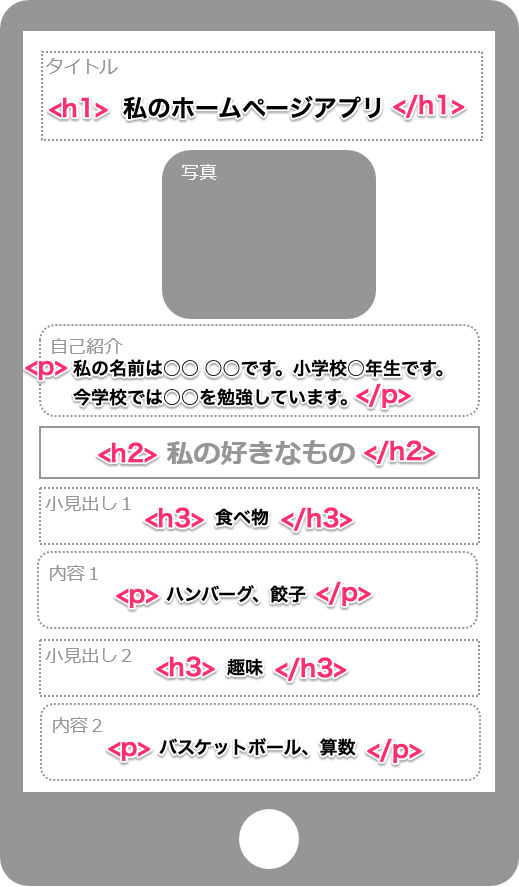 タイトル
<h1> 私のホームページアプリ </h1>
写真
自己紹介
<p> 私の名前は○○ ○○です。小学校○年生です。
今学校では○○を勉強しています。</p>
<h2> 私の好きなもの </h2>
小見出し１
<h3> 食べ物 </h3>
内容１
<p> ハンバーグ、餃子 </p>
小見出し２
<h3> 趣味 </h3>
内容２
<p> バスケットボール、算数 </p>